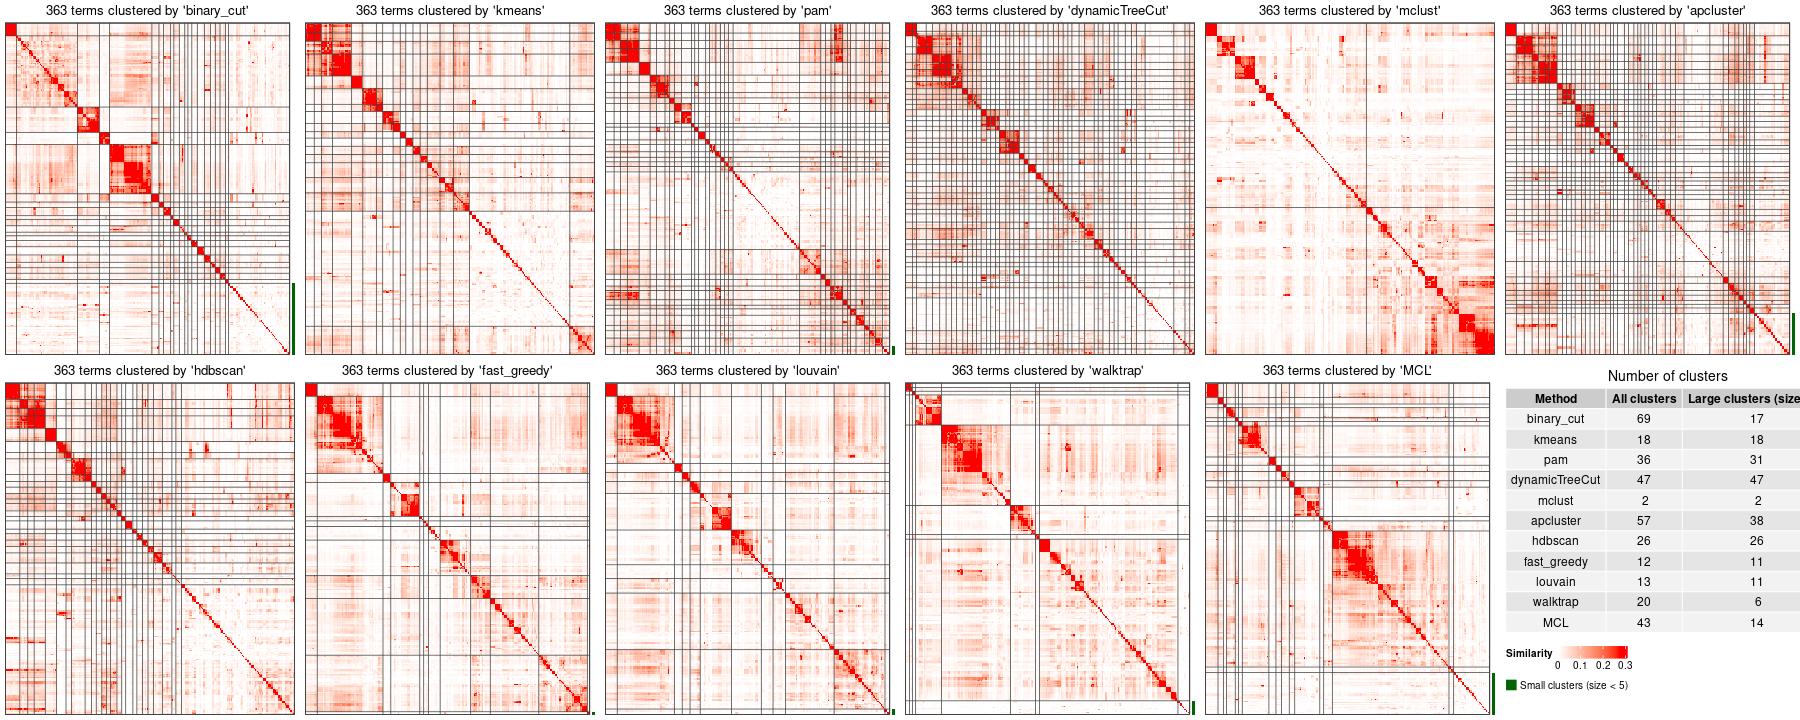 363 terms clustered by 'binary_cut'
363 terms clustered by 'kmeans'
363 terms clustered by 'pam'
363 terms clustered by 'dynamicTreeCut'
363 terms clustered by 'mclust'
363 terms clustered by 'apcluster'
363 terms clustered by 'hdbscan'
363 terms clustered by 'fast_greedy'
363 terms clustered by 'louvain'
363 terms clustered by 'walktrap'
363 terms clustered by 'MCL'
Number of clusters
Method All clusters Large clusters (size
binary_cut 69 17
kmeans 18 18
pam 36 31
dynamicTreeCut 47 47
mclust 2 2
apcluster 57 38
hdbscan 26 26
fast_greedy 12 11
louvain 13 11
walktrap 20 6
MCL 43 14
Similarity
0 0.1 0.2 0.3
Small clusters (size < 5)